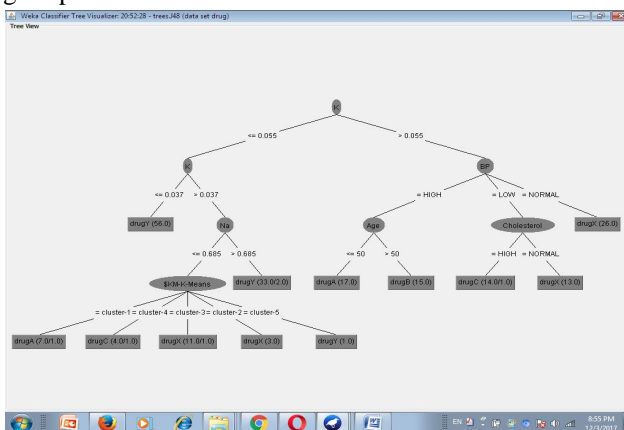 Weka Classifier Tree Visualizer: 20:52:28 - trees.J48 (data set drug)
Tree View
K
<= 0.055 > 0.055
K BP
<= 0.037 > 0.037 = HIGH = LOW = NORMAL
drugY (56.0) Na Age Cholesterol drugX (26.0)
<= 0.685 > 0.685 <= 50 > 50 = HIGH = NORMAL
$KM-K-Means drugY (33.0/2.0) drugA (17.0) drugB (15.0) drugC (14.0/1.0) drugX (13.0)
= cluster-1 = cluster-4 = cluster-3 = cluster-2 = cluster-5
drugA (7.0/1.0) drugC (4.0/1.0) drugX (11.0/1.0) drugX (3.0) drugY (1.0)
EN 8:55 PM
12/3/2017